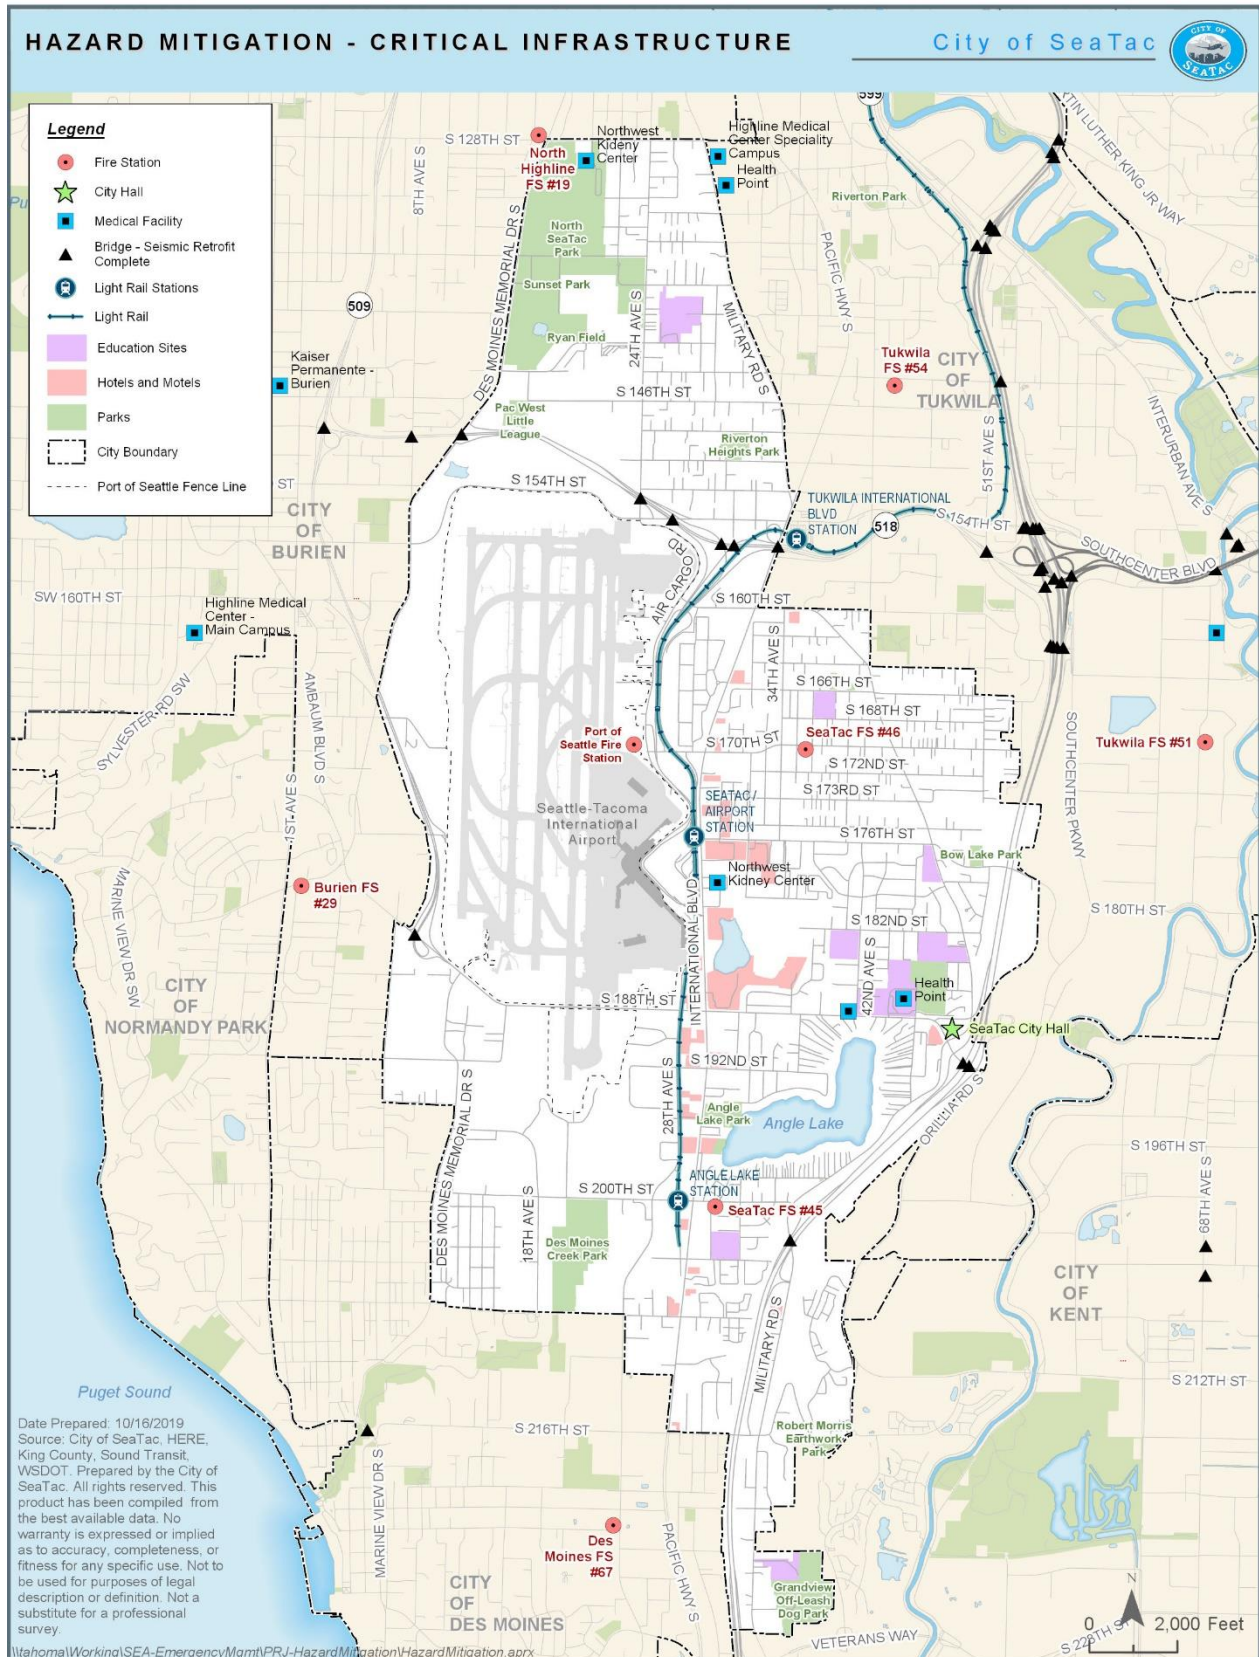 HAZARD MITIGATION - CRITICAL INFRASTRUCTURE
City of SeaTac
CITY OF
SEATAC
Legend
Fire Station
City Hall
Medical Facility
Bridge - Seismic Retrofit
Complete
Light Rail Stations
Light Rail
Education Sites
Hotels and Motels
Parks
City Boundary
Port of Seattle Fence Line
599
MARTIN LUTHER KING JR WAY
S 128TH ST
8TH AVE S
North
Highline
FS #19
Northwest
Kideny
Center
Highline Medical
Center Speciality
Campus
Health
Point
Riverton Park
North
SeaTac
Park
DES MOINES MEMORIAL DR S
PACIFIC HWY S
Sunset Park
509
24TH AVE S
MILITARY RD S
Ryan Field
Kaiser
Permanente -
Burien
Tukwila
FS #54
CITY
OF
TUKWILA
S 146TH ST
Pac West
Little
League
Riverton
Heights Park
51ST AVE S
INTERURBAN AVE S
ST
S 154TH ST
CITY
OF
BURIEN
TUKWILA INTERNATIONAL
BLVD
STATION
518
S 154TH ST
SOUTHCENTER BLVD
AIR CARGO RD
SW 160TH ST
S 160TH ST
Highline Medical
Center -
Main Campus
34TH AVE S
S 166TH ST
S 168TH ST
SYLVESTER RD SW
AMBAUM BLVD S
SOUTHCENTER PKWY
Port of
Seattle Fire
Station
S 170TH ST
SeaTac FS #46
Tukwila FS #51
S 172ND ST
S 173RD ST
SEATAC /
AIRPORT
STATION
Seattle-Tacoma
International
Airport
1ST AVE S
S 176TH ST
Bow Lake Park
Northwest
Kidney Center
MARINE VIEW DR SW
Burien FS
#29
S 180TH ST
S 182ND ST
INTERNATIONAL BLVD
42ND AVE S
CITY
OF
NORMANDY PARK
S 188TH ST
Health
Point
SeaTac City Hall
S 192ND ST
ORILLIA RD S
28TH AVE S
Angle
Lake Park
Angle Lake
DES MOINES MEMORIAL DR S
S 196TH ST
68TH AVE S
ANGLE LAKE
STATION
S 200TH ST
SeaTac FS #45
18TH AVE S
Des Moines
Creek Park
CITY
OF
KENT
MILITARY RD S
S 212TH ST
Puget Sound
S 216TH ST
Robert Morris
Earthwork
Park
Date Prepared: 10/16/2019
Source: City of SeaTac, HERE,
King County, Sound Transit,
WSDOT. Prepared by the City of
SeaTac. All rights reserved. This
product has been compiled from
the best available data. No
warranty is expressed or implied
as to accuracy, completeness, or
fitness for any specific use. Not to
be used for purposes of legal
description or definition. Not a
substitute for a professional
survey.
MARINE VIEW DR S
PACIFIC HWY S
Des
Moines FS
#67
CITY
OF
DES MOINES
Grandview
Off-Leash
Dog Park
VETERANS WAY
S 228TH ST
N
0 2,000 Feet
\\tahoma\Working\SEA-EmergencyMgmt\PRJ-HazardMitigation\HazardMitigation.aprx